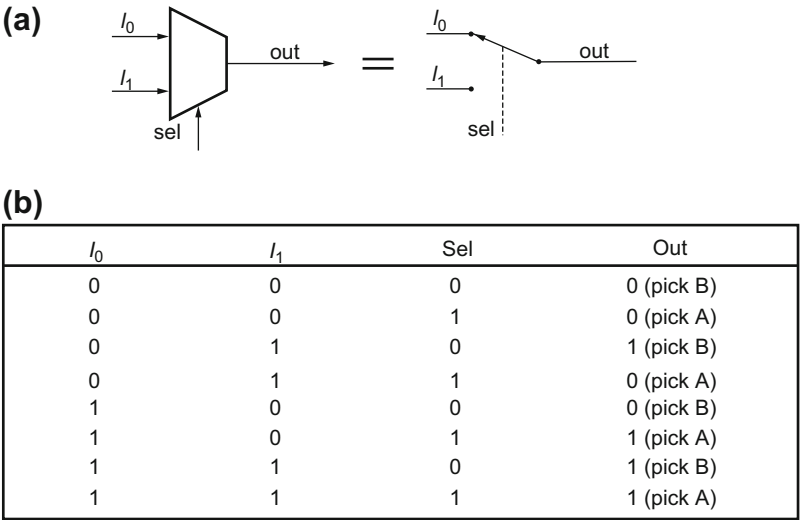 (a)
I₀ I₀
out = out
I₁ I₁
sel sel
(b)
I₀ I₁ Sel Out
0 0 0 0 (pick B)
0 0 1 0 (pick A)
0 1 0 1 (pick B)
0 1 1 0 (pick A)
1 0 0 0 (pick B)
1 0 1 1 (pick A)
1 1 0 1 (pick B)
1 1 1 1 (pick A)